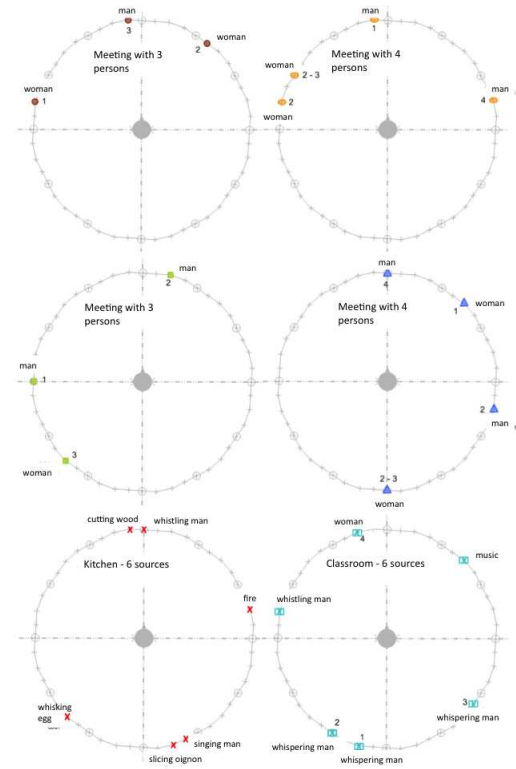 man
3
woman
2
Meeting with 3
persons
woman
1
man
1
Meeting with 4
persons
woman
2 - 3
man
4
2
woman
man
2
Meeting with 3
persons
man
1
3
woman
man
4
Meeting with 4
persons
woman
1
2
man
2 - 3
woman
cutting wood
whistling man
Kitchen - 6 sources
fire
whisking
egg
singing man
slicing oignon
woman
4
music
Classroom - 6 sources
whistling man
3
whispering man
2
1
whispering man
whispering man